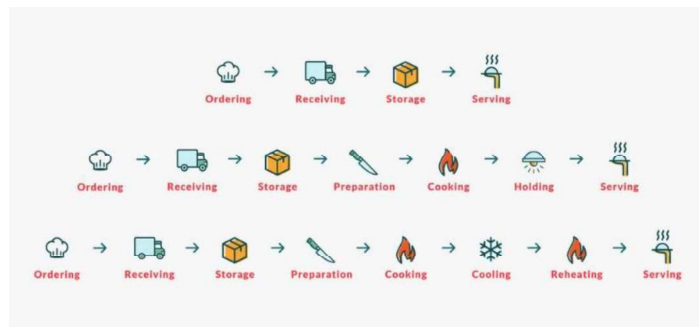 Ordering Receiving Storage Serving
Ordering Receiving Storage Preparation Cooking Holding Serving
Ordering Receiving Storage Preparation Cooking Cooling Reheating Serving